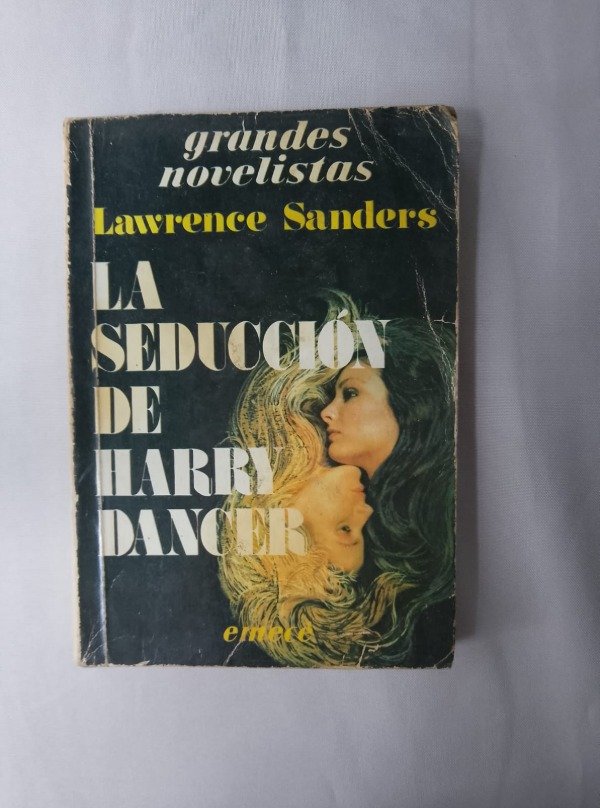 grandes
novelistas
Lawrence Sanders
LA
SEDUCCIÓN
DE
HARRY
DANCER
emecé